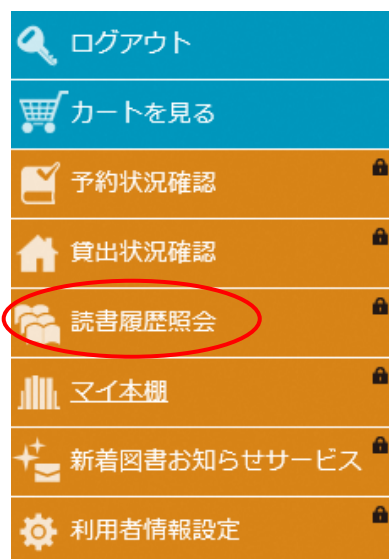 ログアウト
カートを見る
予約状況確認
貸出状況確認
読書履歴照会
マイ本棚
新着図書お知らせサービス
利用者情報設定